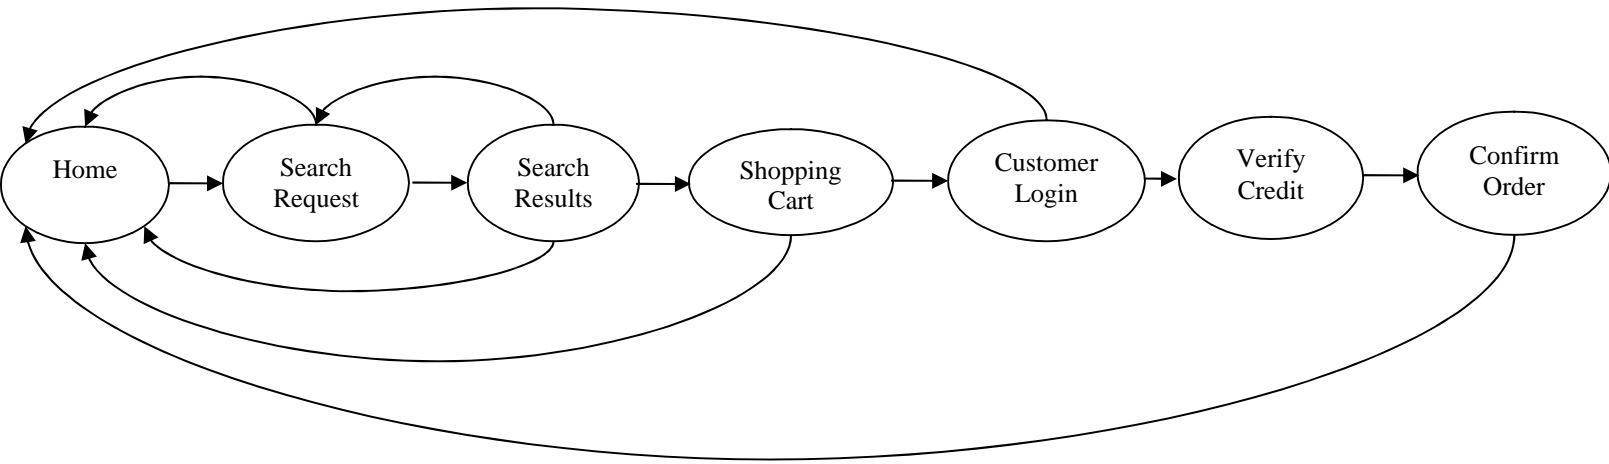 Home
Search
Request
Search
Results
Shopping
Cart
Customer
Login
Verify
Credit
Confirm
Order